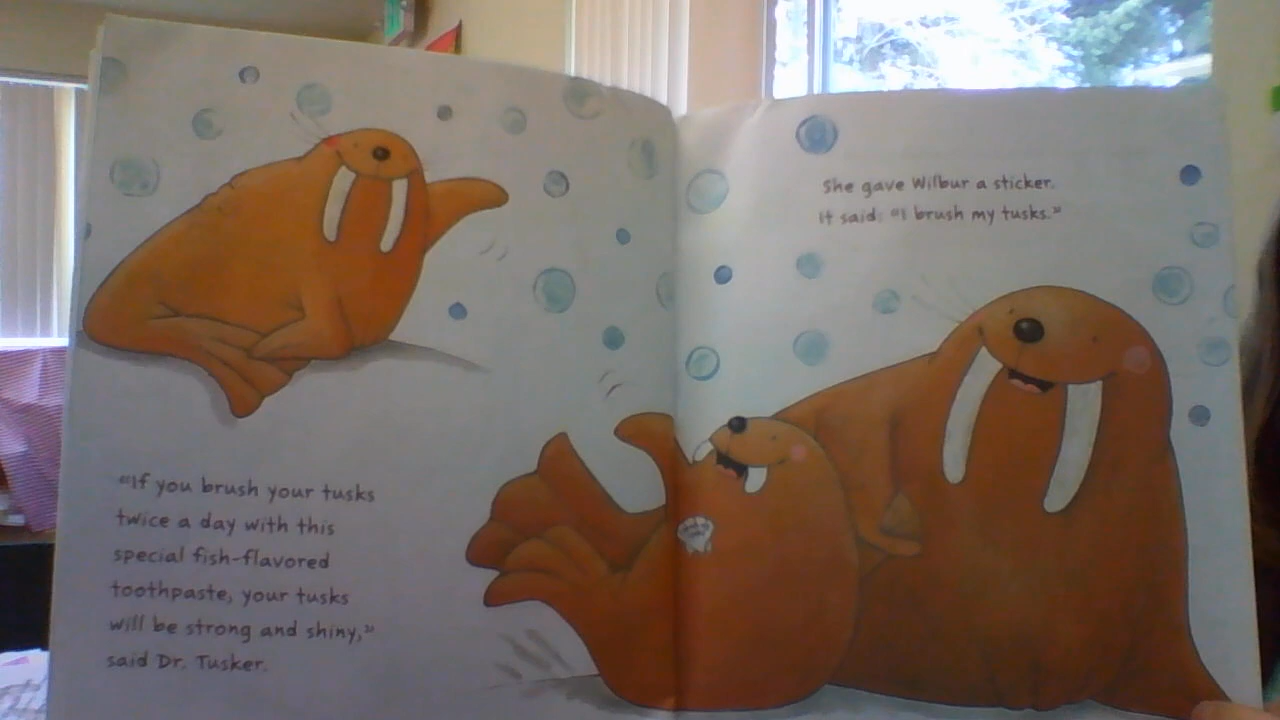 "If you brush your tusks
twice a day with this
special fish-flavored
toothpaste, your tusks
will be strong and shiny,"
said Dr. Tusker.
She gave Wilbur a sticker.
It said: "I brush my tusks."